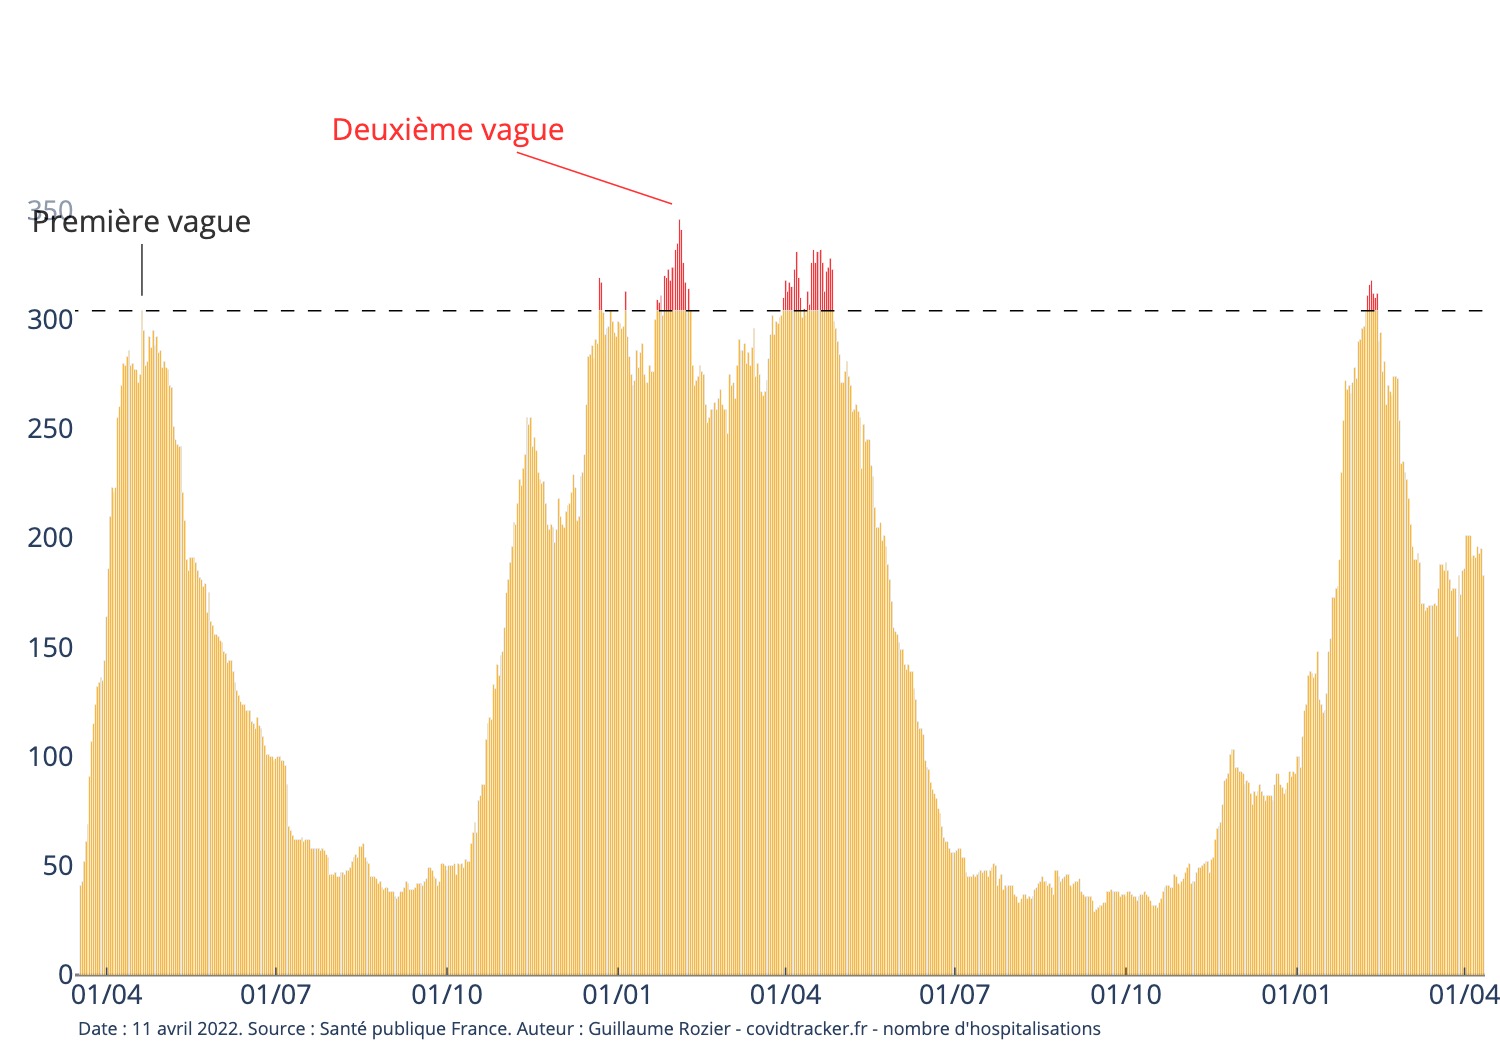 Deuxième vague
350
Première vague
300
250
200
150
100
50
0
01/04 01/07 01/10 01/01 01/04 01/07 01/10 01/01 01/04
Date : 11 avril 2022. Source : Santé publique France. Auteur : Guillaume Rozier - covidtracker.fr - nombre d'hospitalisations